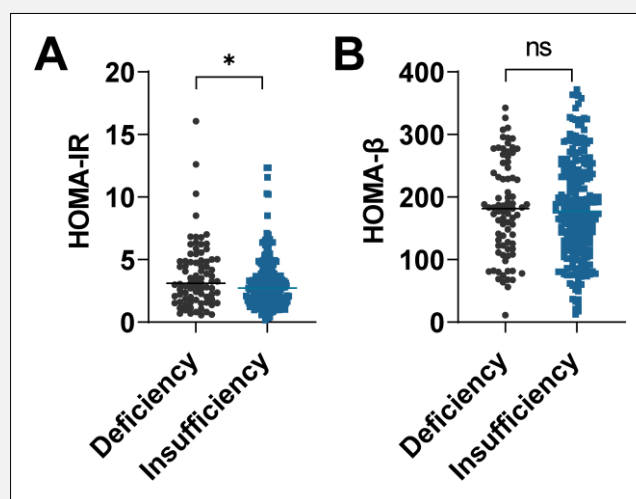 A
B
*
ns
HOMA-IR
20
15
10
5
0
Deficiency
Insufficiency
HOMA-β
400
300
200
100
0
Deficiency
Insufficiency